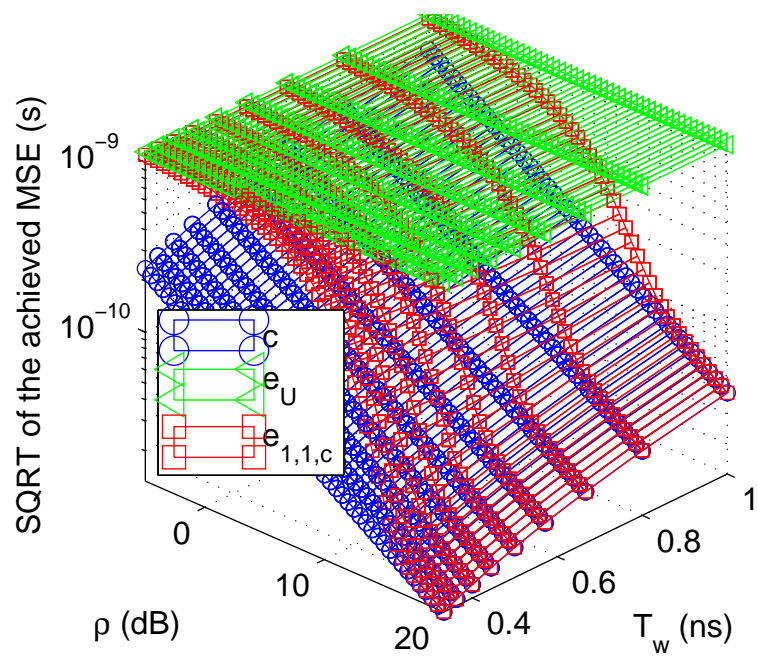 SQRT of the achieved MSE (s)
10⁻⁹
10⁻¹⁰
c
e_U
e_1,1,c
0
10
20
ρ (dB)
0.4
0.6
0.8
1
T_w (ns)